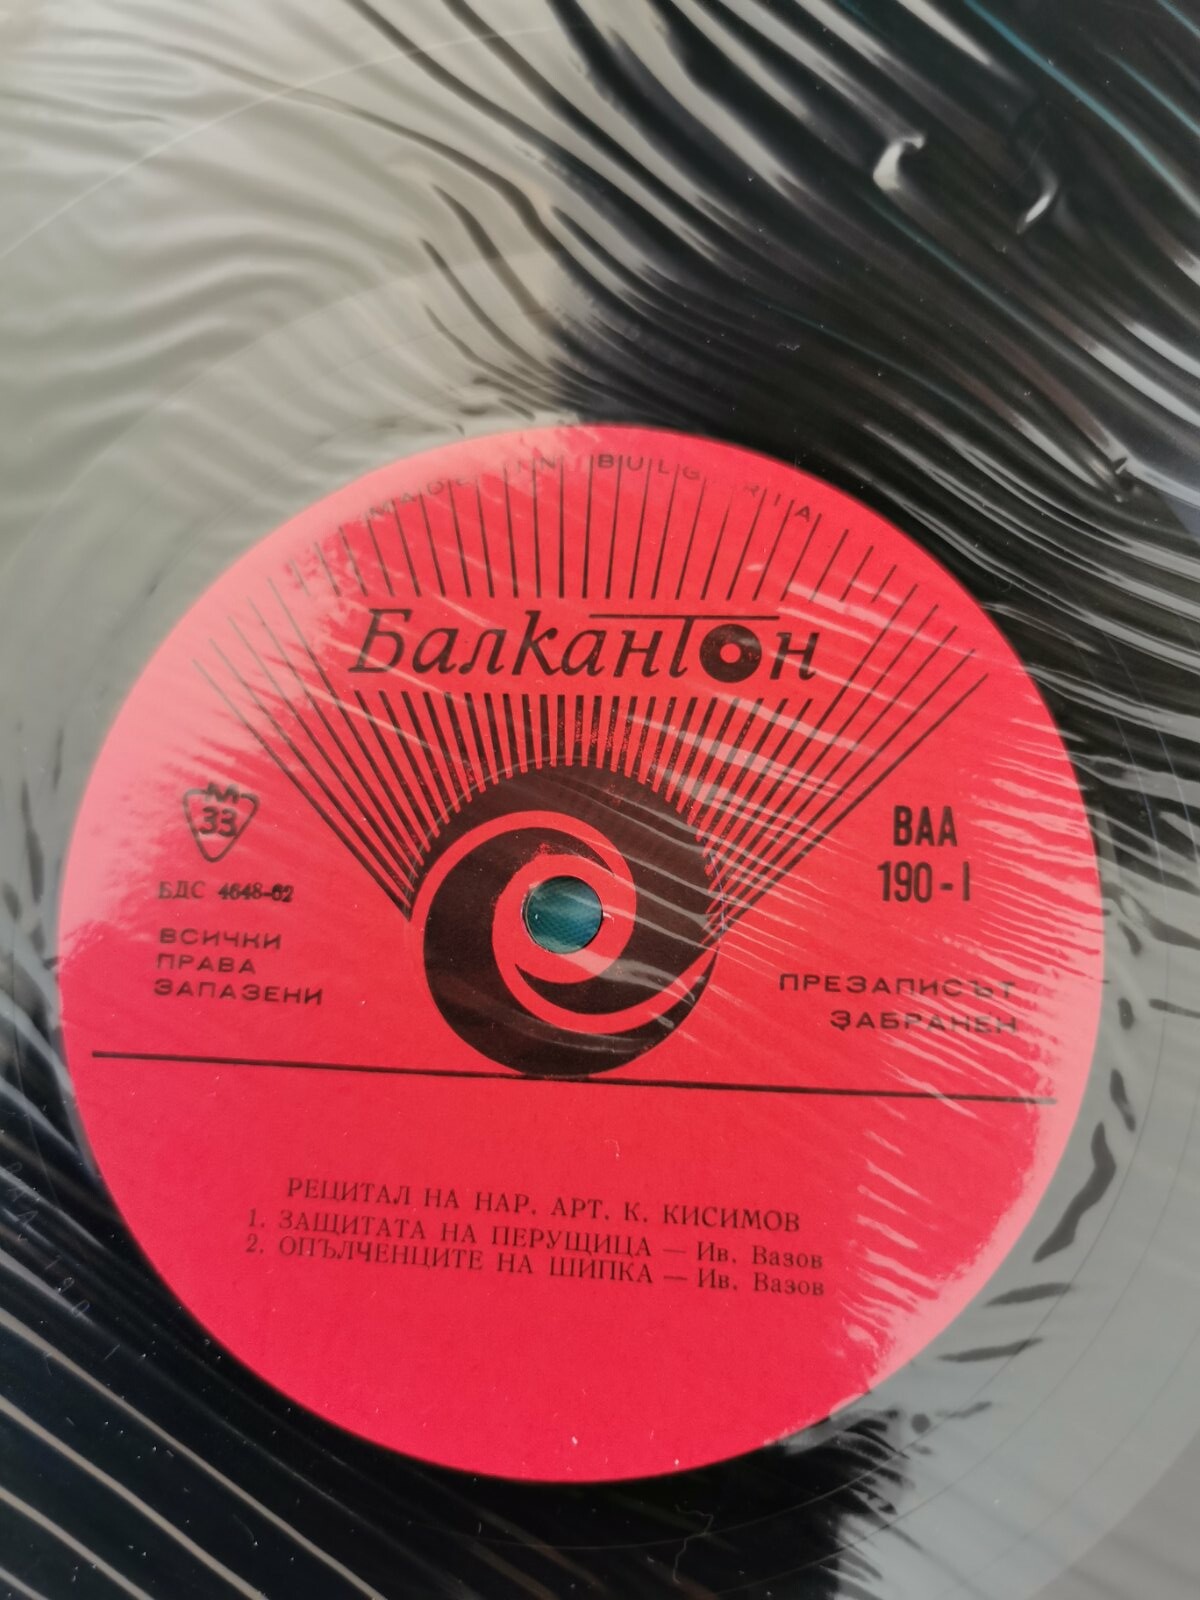 MADE IN BULGARIA
Балкантон
М
33
БДС 4648-62
ВСИЧКИ
ПРАВА
ЗАПАЗЕНИ
ВАА
190-I
ПРЕЗАПИСЪТ
ЗАБРАНЕН
РЕЦИТАЛ НА НАР. АРТ. К. КИСИМОВ
1. ЗАЩИТАТА НА ПЕРУЩИЦА — Ив. Вазов
2. ОПЪЛЧЕНЦИТЕ НА ШИПКА — Ив. Вазов